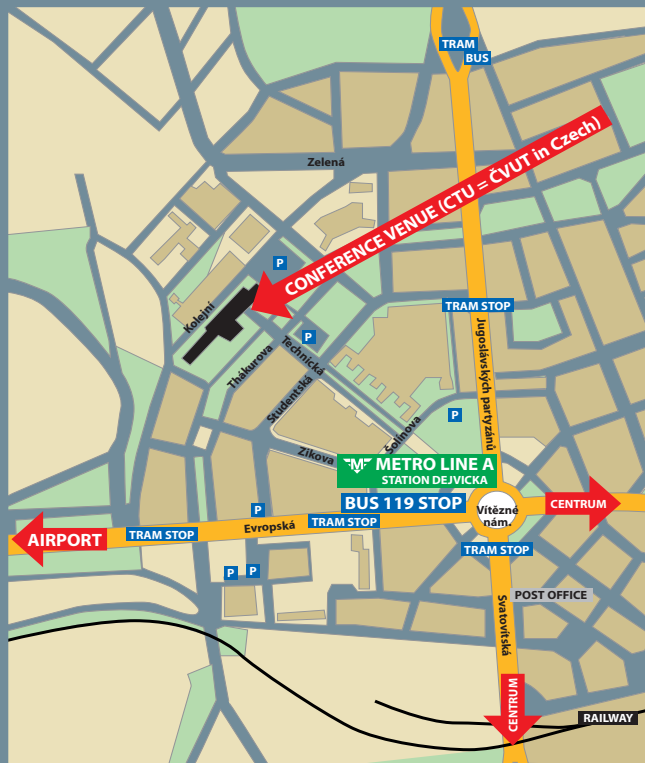 TRAM
BUS
Zelená
CONFERENCE VENUE (CTU = ČVUT in Czech)
P
Kolejní
TRAM STOP
Jugoslávských partyzánů
P
Technická
Thákurova
Studentská
P
Šolínova
Zikova
M METRO LINE A
STATION DEJVICKA
BUS 119 STOP
Vítězné
nám.
CENTRUM
P
Evropská
TRAM STOP
TRAM STOP
AIRPORT
TRAM STOP
P
P
POST OFFICE
Svatovítská
CENTRUM
RAILWAY